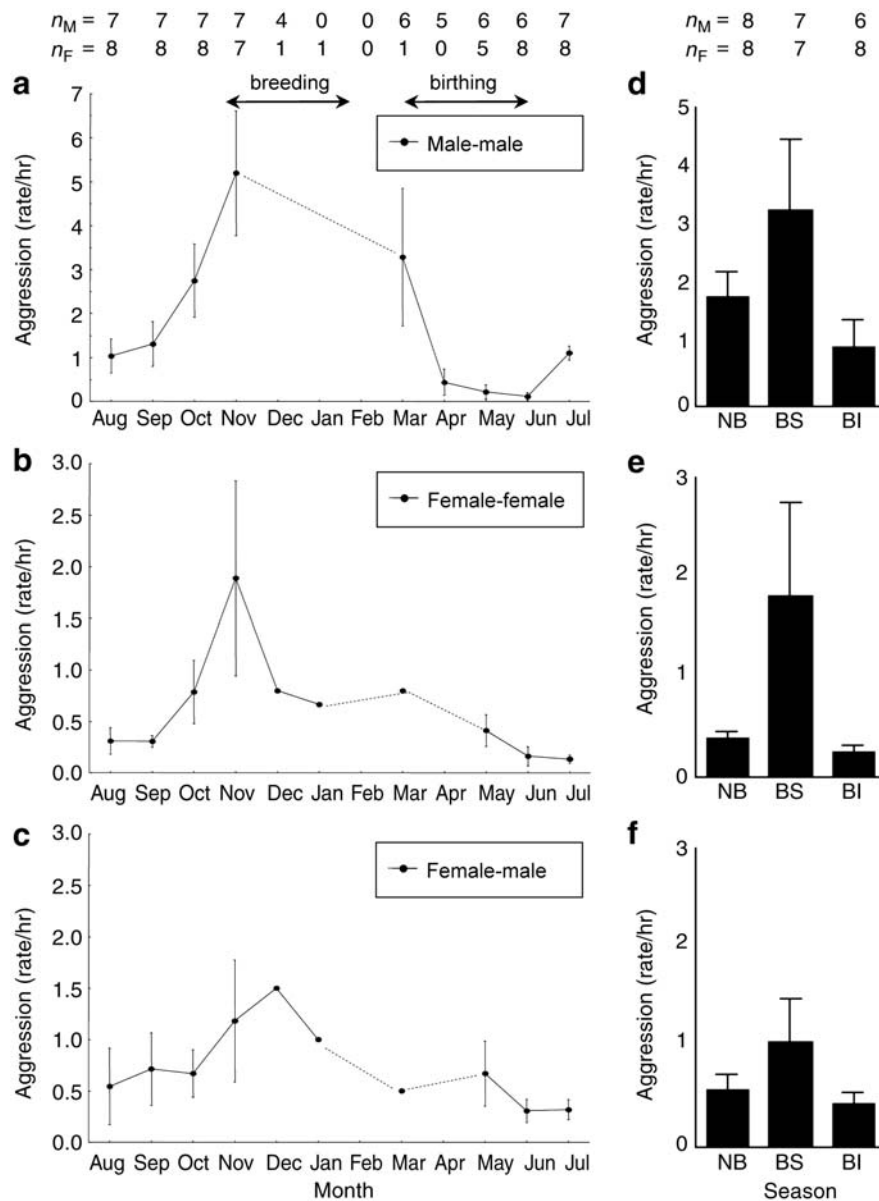 nM = 7 7 7 7 4 0 0 6 5 6 6 7
nF = 8 8 8 7 1 1 0 1 0 5 8 8
nM = 8 7 6
nF = 8 7 8
a
breeding
birthing
Male-male
Aggression (rate/hr)
7
6
5
4
3
2
1
0
Aug Sep Oct Nov Dec Jan Feb Mar Apr May Jun Jul
d
Aggression (rate/hr)
5
4
3
2
1
0
NB BS BI
b
Female-female
Aggression (rate/hr)
3.0
2.5
2.0
1.5
1.0
0.5
0.0
Aug Sep Oct Nov Dec Jan Feb Mar Apr May Jun Jul
e
Aggression (rate/hr)
3
2
1
0
NB BS BI
c
Female-male
Aggression (rate/hr)
3.0
2.5
2.0
1.5
1.0
0.5
0.0
Aug Sep Oct Nov Dec Jan Feb Mar Apr May Jun Jul
Month
f
Aggression (rate/hr)
3
2
1
0
NB BS BI
Season